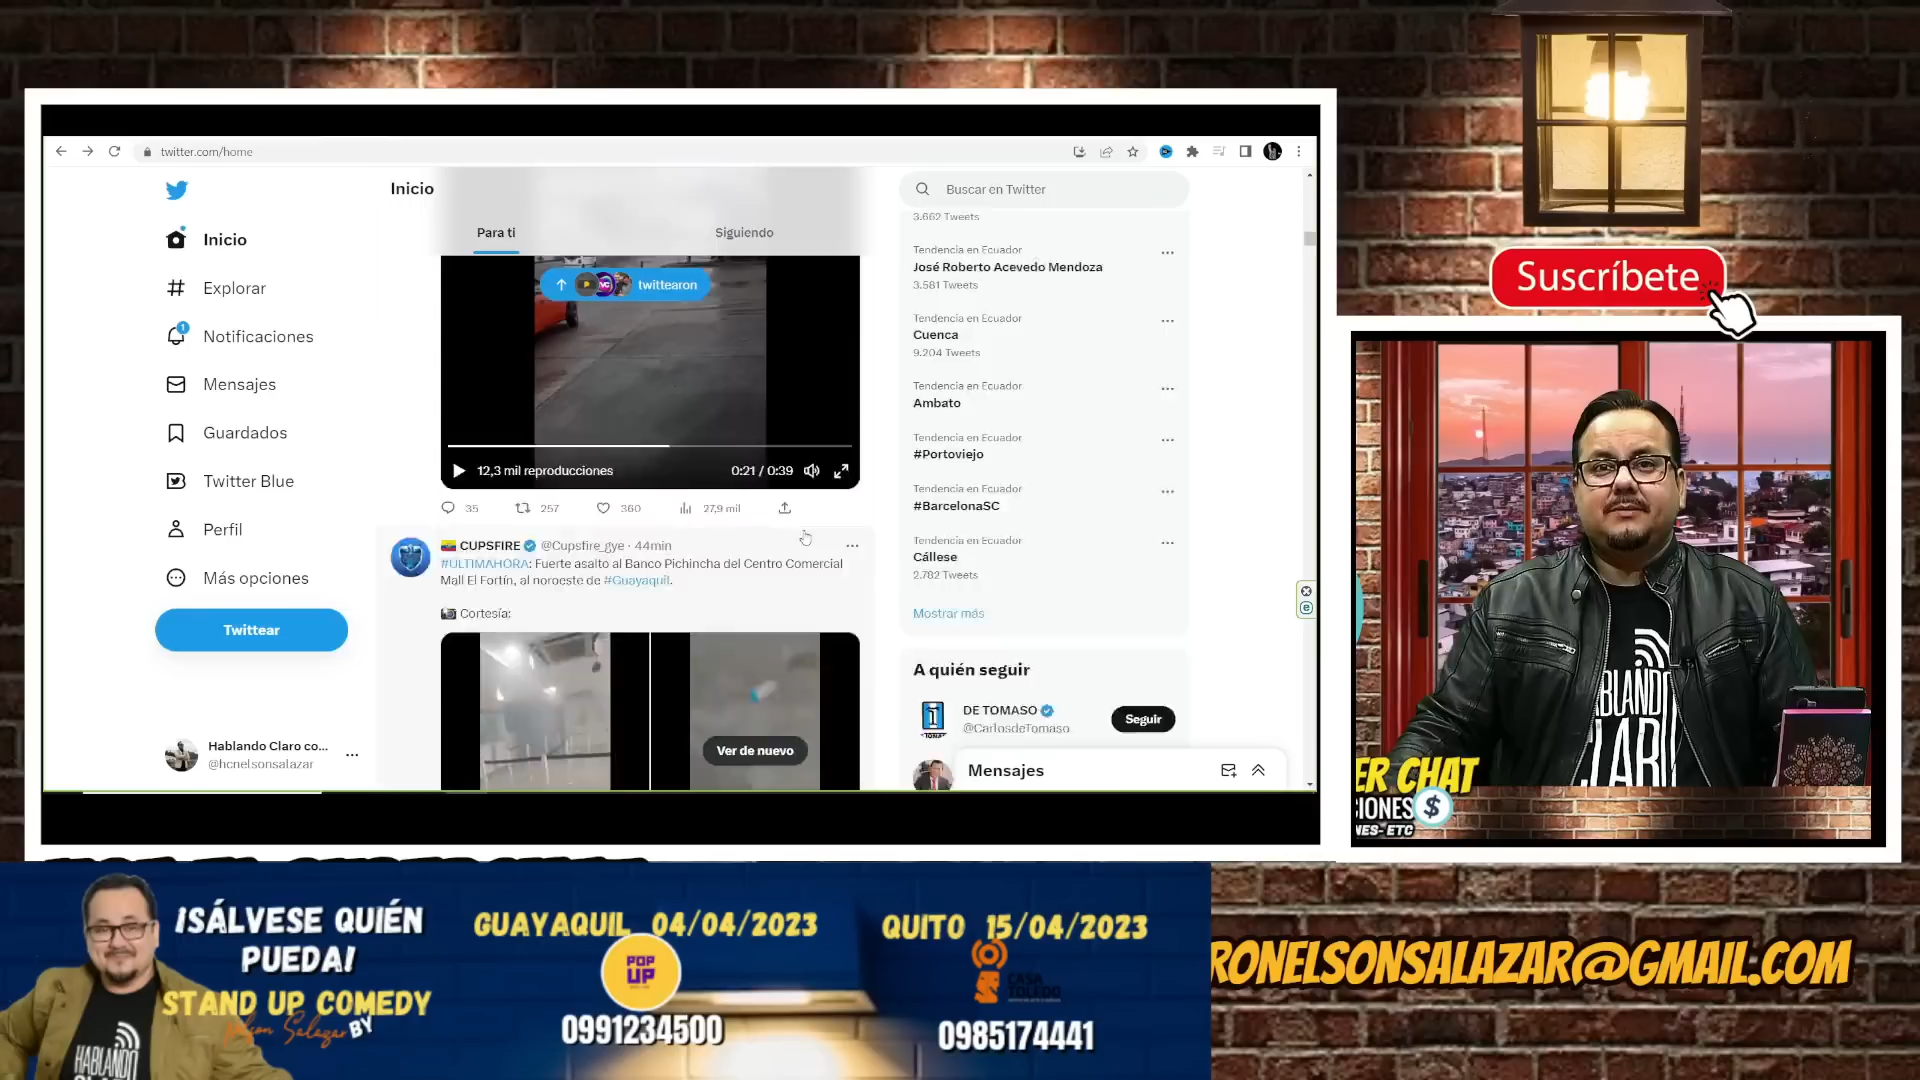 twitter.com/home
Inicio
Para ti
Siguiendo
twittearon
12,3 mil reproducciones
0:21 / 0:39
35
257
360
27,9 mil
CUPSFIRE @Cupsfire_gye · 44min
#ULTIMAHORA: Fuerte asalto al Banco Pichincha del Centro Comercial
Mall El Fortín, al noroeste de #Guayaquil.
Cortesía:
Ver de nuevo
Inicio
Explorar
1
Notificaciones
Mensajes
Guardados
Twitter Blue
Perfil
Más opciones
Twittear
Hablando Claro co...
@hcnelsonsalazar
Buscar en Twitter
3.662 Tweets
Tendencia en Ecuador
José Roberto Acevedo Mendoza
3.581 Tweets
Tendencia en Ecuador
Cuenca
9.204 Tweets
Tendencia en Ecuador
Ambato
Tendencia en Ecuador
#Portoviejo
Tendencia en Ecuador
#BarcelonaSC
Tendencia en Ecuador
Cállese
2.782 Tweets
Mostrar más
A quién seguir
DE TOMASO
@CarlosdeTomaso
Seguir
Mensajes
Suscríbete
ER CHAT
IONES $
NES- ETC
¡SÁLVESE QUIÉN
PUEDA!
STAND UP COMEDY
BY
Nelson Salazar
GUAYAQUIL 04/04/2023
POP
UP
0991234500
QUITO 15/04/2023
CASA
TOLEDO
0985174441
RONELSONSALAZAR@GMAIL.COM
HABLANDO